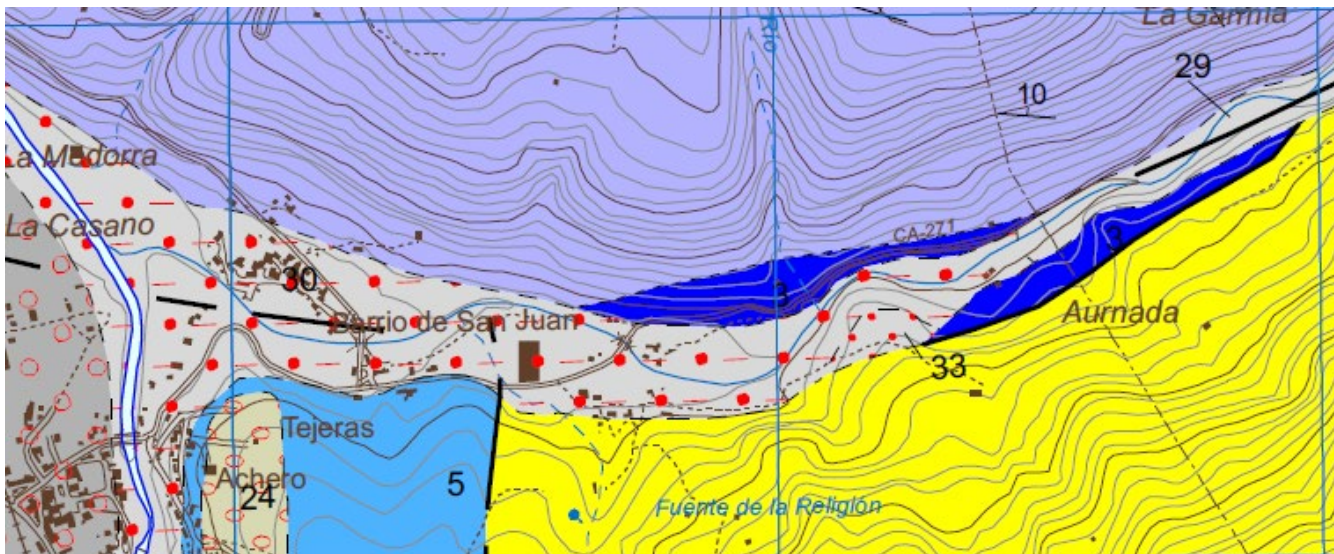 La Gamma
Río
29
10
La Medorra
La Casano
CA-271
3
30
3
Barrio de San Juan
Aurnada
33
Tejeras
Achero
24
5
Fuente de la Religión